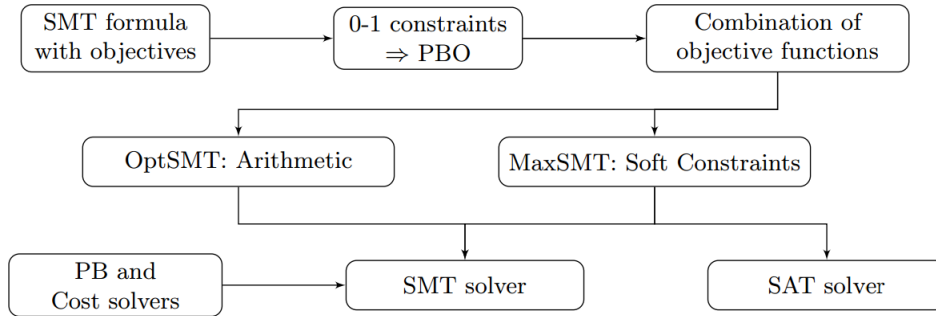 SMT formula
with objectives
0-1 constraints
⇒ PBO
Combination of
objective functions
OptSMT: Arithmetic
MaxSMT: Soft Constraints
PB and
Cost solvers
SMT solver
SAT solver